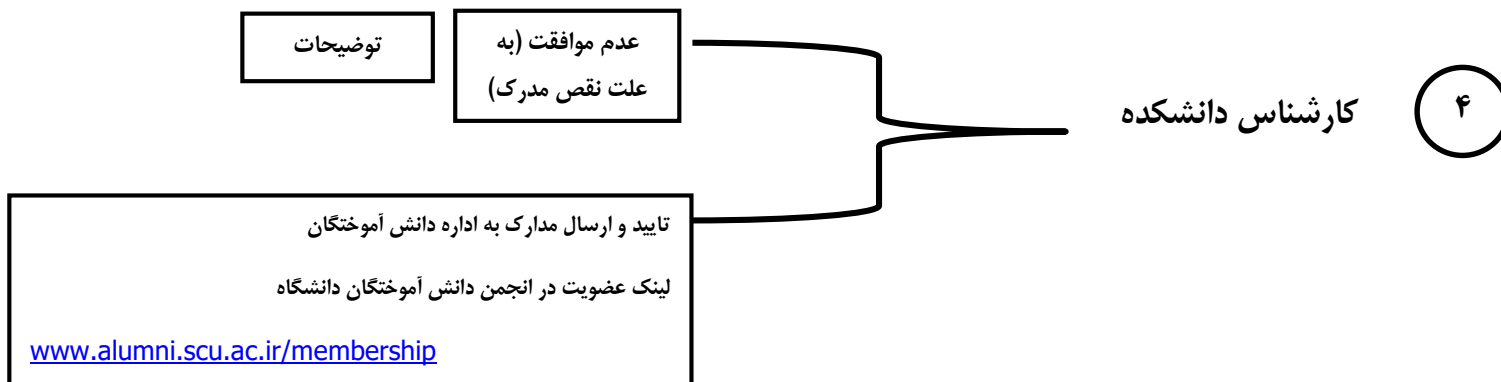 ۴
کارشناس دانشکده
عدم موافقت (به
علت نقص مدرک)
توضیحات
تایید و ارسال مدارک به اداره دانش آموختگان
لینک عضویت در انجمن دانش آموختگان دانشگاه
www.alumni.scu.ac.ir/membership